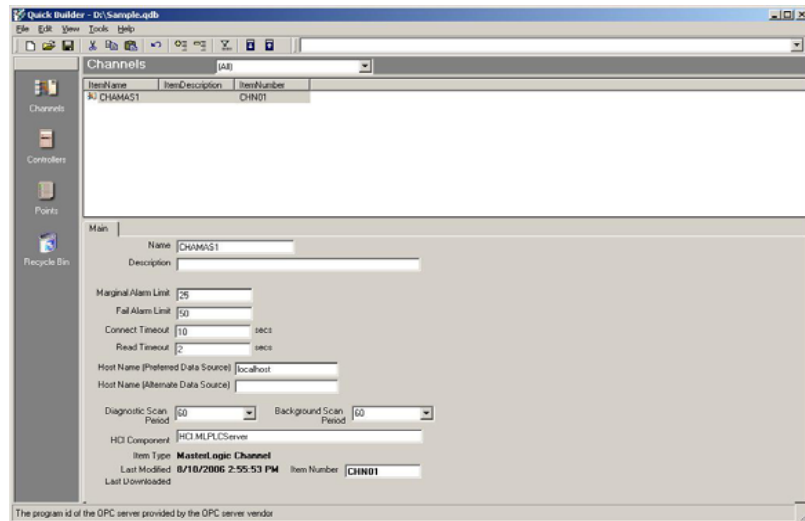 Quick Builder - D:\Sample.qdb
File Edit View Tools Help
Channels (All)
ItemName ItemDescription ItemNumber
CHAMAS1 CHN01
Channels
Controllers
Points
Recycle Bin
Main
Name CHAMAS1
Description
Marginal Alarm Limit 25
Fail Alarm Limit 50
Connect Timeout 10 secs
Read Timeout 2 secs
Host Name (Preferred Data Source) localhost
Host Name (Alternate Data Source)
Diagnostic Scan Period 60 Background Scan Period 60
HCI Component HCI.MLPLCServer
Item Type MasterLogic Channel
Last Modified 8/10/2006 2:55:53 PM Item Number CHN01
Last Downloaded
The program id of the OPC server provided by the OPC server vendor